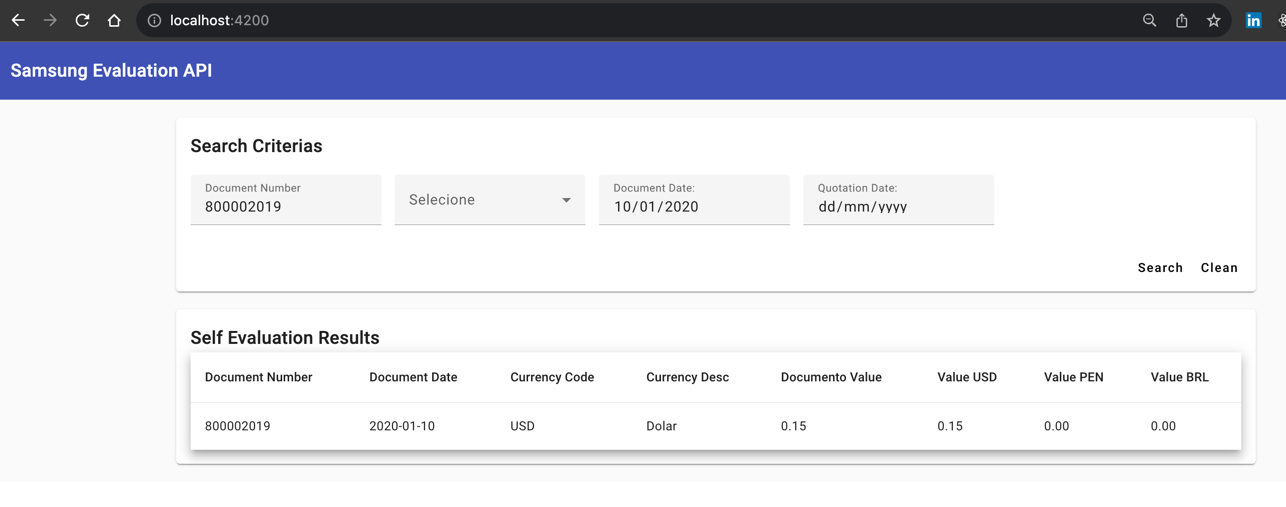 localhost:4200
in
Samsung Evaluation API
Search Criterias
Document Number
800002019
Selecione
Document Date:
10/01/2020
Quotation Date:
dd/mm/yyyy
Search Clean
Self Evaluation Results
Document Number Document Date Currency Code Currency Desc Documento Value Value USD Value PEN Value BRL
800002019 2020-01-10 USD Dolar 0.15 0.15 0.00 0.00